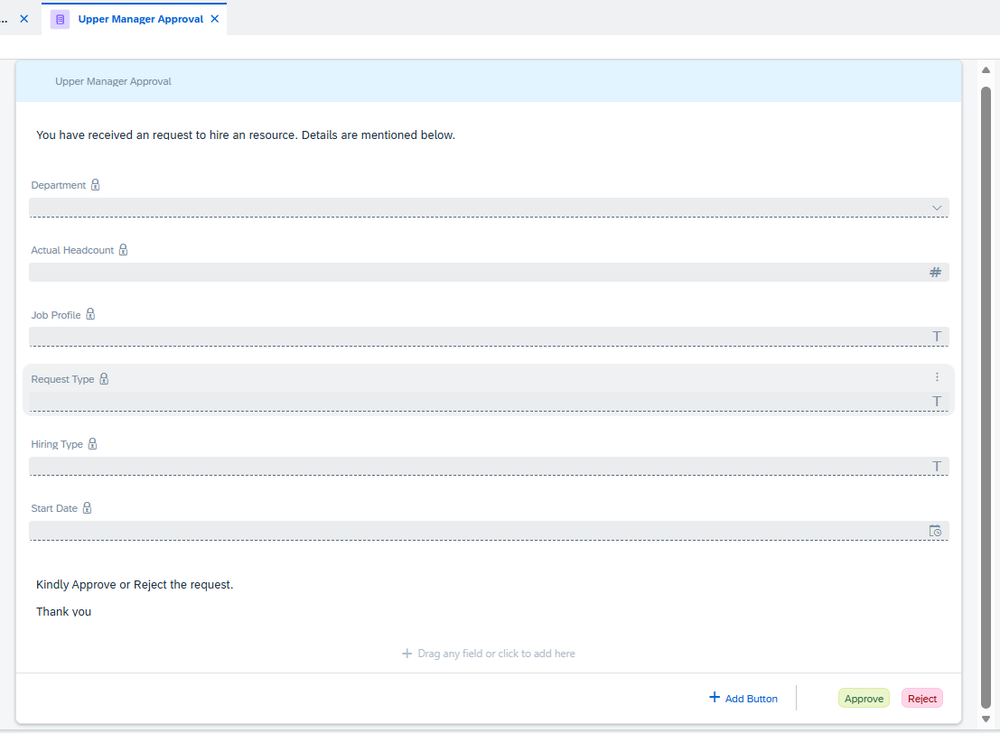 ...
Upper Manager Approval
Upper Manager Approval
You have received an request to hire an resource. Details are mentioned below.
Department
Actual Headcount
#
Job Profile
T
Request Type
T
Hiring Type
T
Start Date
Kindly Approve or Reject the request.
Thank you
+ Drag any field or click to add here
+ Add Button Approve Reject